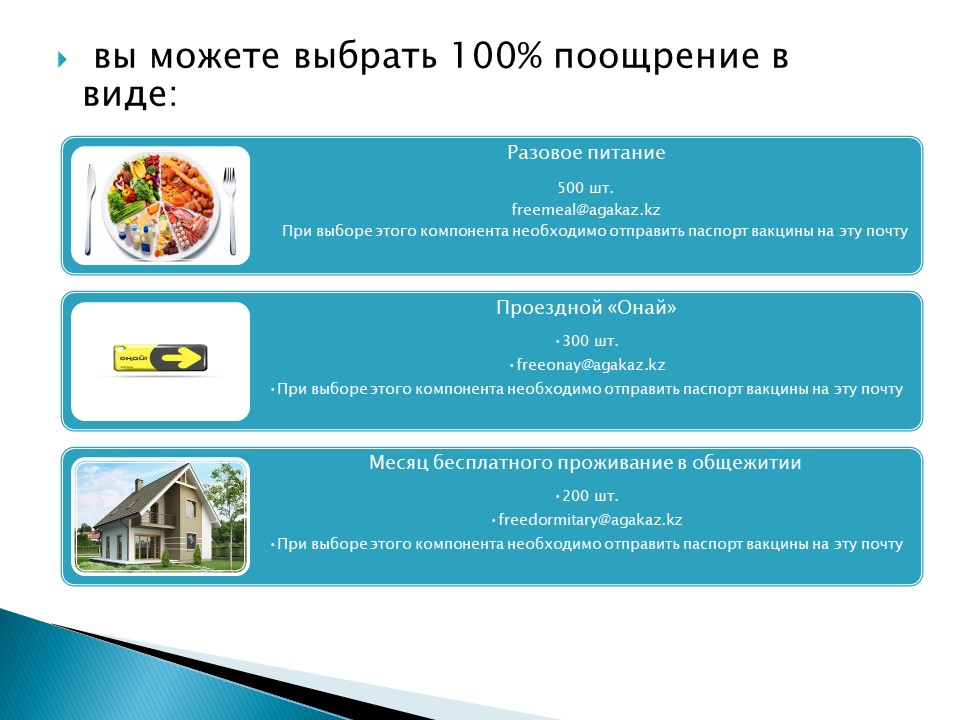 вы можете выбрать 100% поощрение в
виде:
Разовое питание
500 шт.
freemeal@agakaz.kz
При выборе этого компонента необходимо отправить паспорт вакцины на эту почту
Проездной «Онай»
•300 шт.
•freeonay@agakaz.kz
•При выборе этого компонента необходимо отправить паспорт вакцины на эту почту
ОҢАЙ!
Месяц бесплатного проживание в общежитии
•200 шт.
•freedormitary@agakaz.kz
•При выборе этого компонента необходимо отправить паспорт вакцины на эту почту